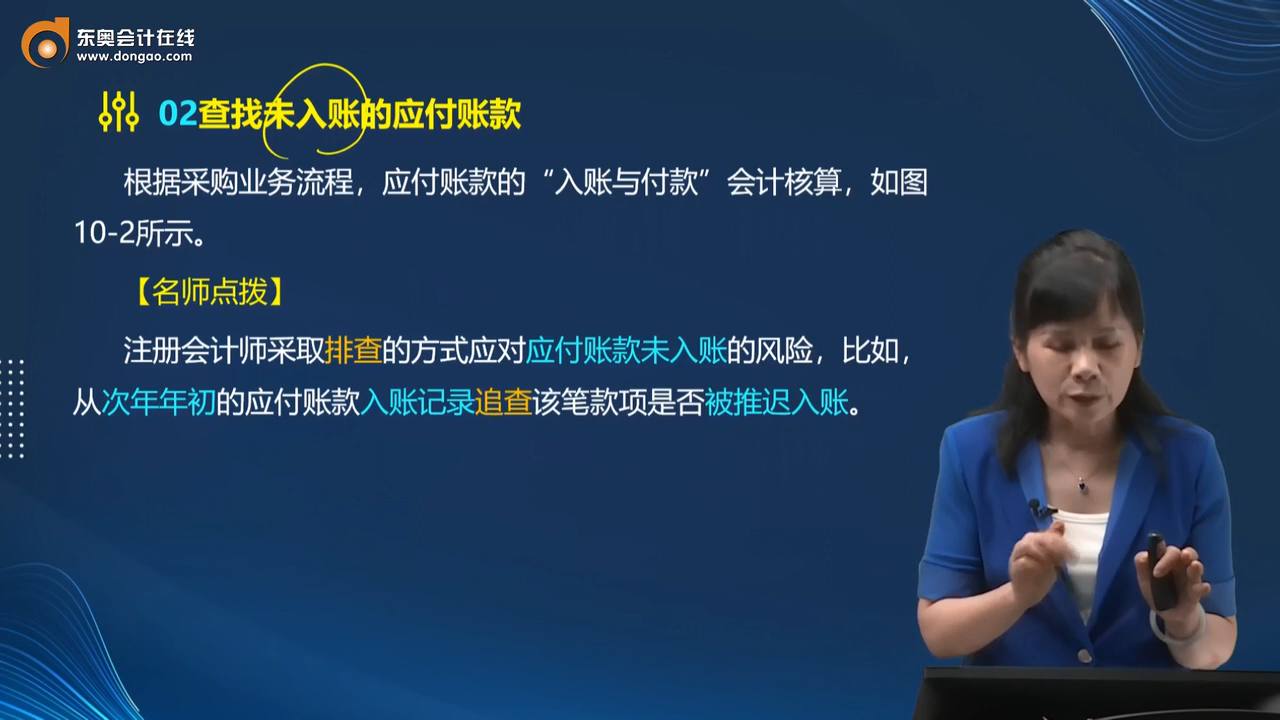 东奥会计在线
www.dongao.com
02查找未入账的应付账款
根据采购业务流程，应付账款的“入账与付款”会计核算，如图
10-2所示。
【名师点拨】
注册会计师采取排查的方式应对应付账款未入账的风险，比如，
从次年年初的应付账款入账记录追查该笔款项是否被推迟入账。